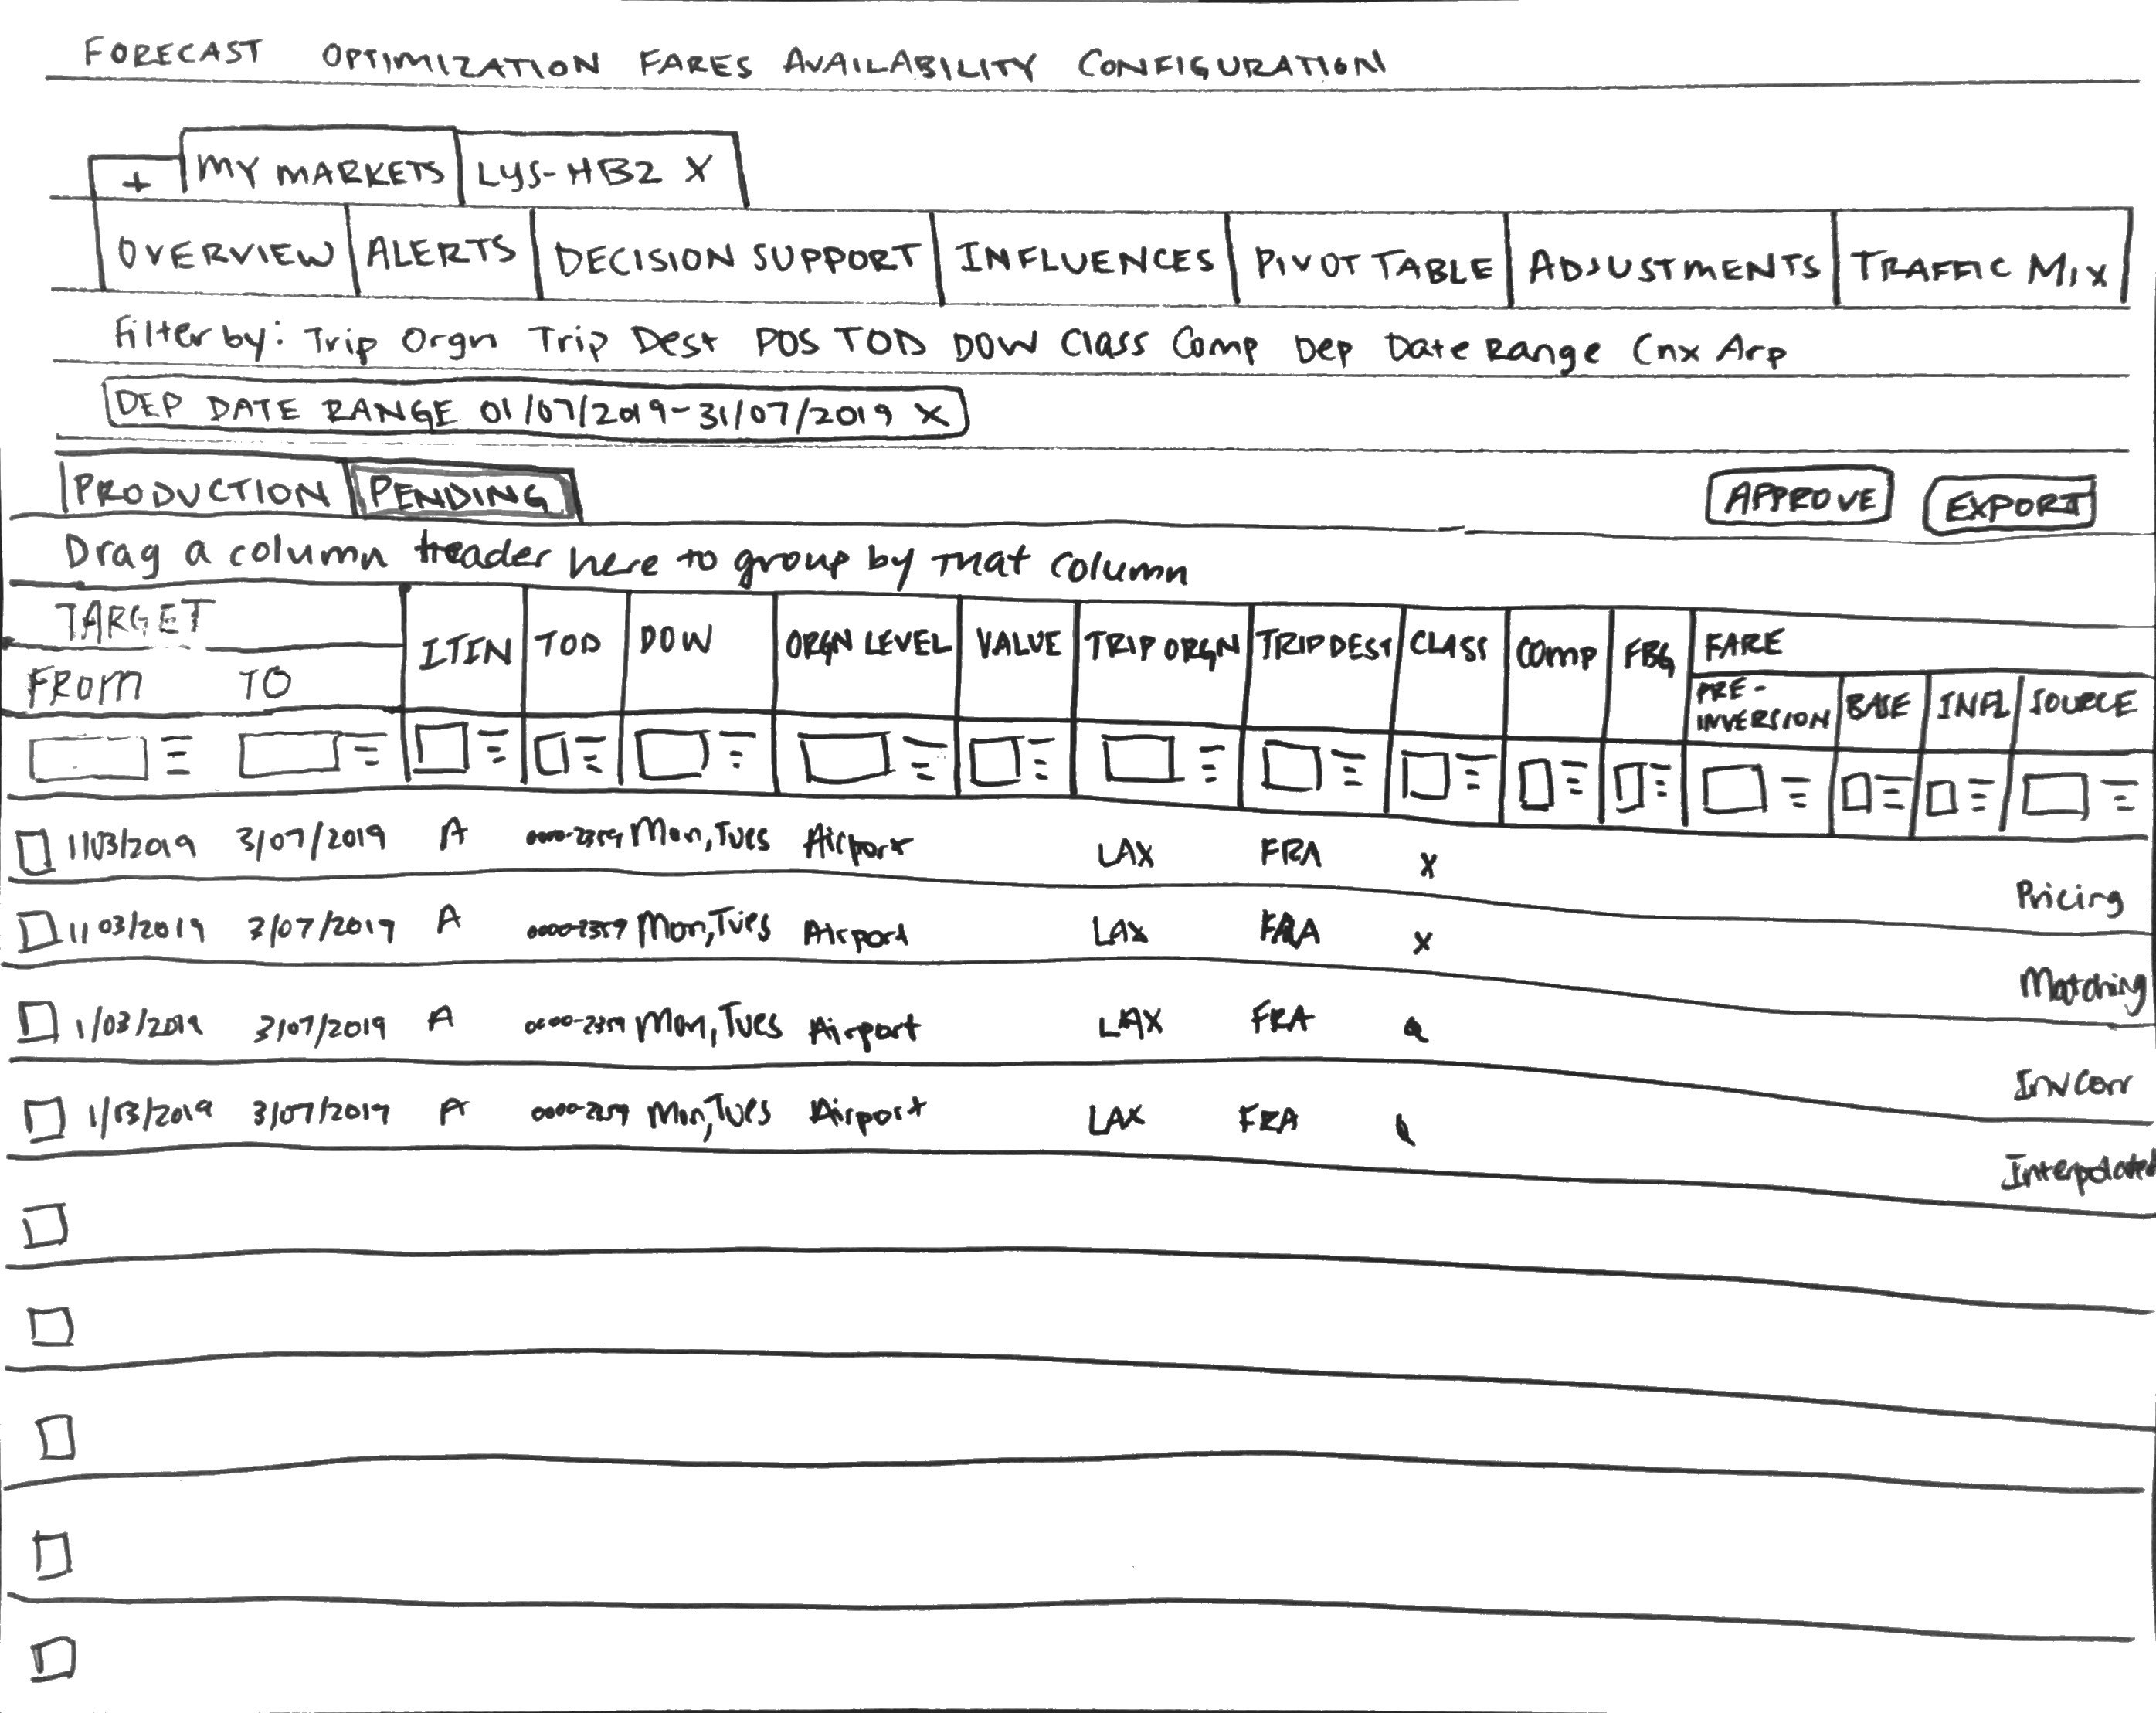 FORECAST OPTIMIZATION FARES AVAILABILITY CONFIGURATION
+ MY MARKETS LYS-HB2 X
OVERVIEW ALERTS DECISION SUPPORT INFLUENCES PIVOT TABLE ADJUSTMENTS TRAFFIC MIX
Filter by: Trip Orgn Trip Dest POS TOD DOW Class Comp Dep Date Range Cnx Arp
DEP DATE RANGE 01/07/2019-31/07/2019 X
PRODUCTION PENDING APPROVE EXPORT
Drag a column header here to group by that column
TARGET ITIN TOD DOW ORGN LEVEL VALUE TRIP ORGN TRIP DEST CLASS COMP FBG FARE
FROM TO PRE-INVERSION BASE INFL SOURCE
11/03/2019 3/07/2019 A 0000-2359 Mon, Tues Airport LAX FRA X Pricing
11 03/2019 3/07/2019 A 0000-2359 Mon, Tues Airport LAX FRA X Matching
1/03/2019 3/07/2019 A 0000-2359 Mon, Tues Airport LAX FRA Q InvCorr
1/03/2019 3/07/2019 A 0000-2359 Mon, Tues Airport LAX FRA Interpolated